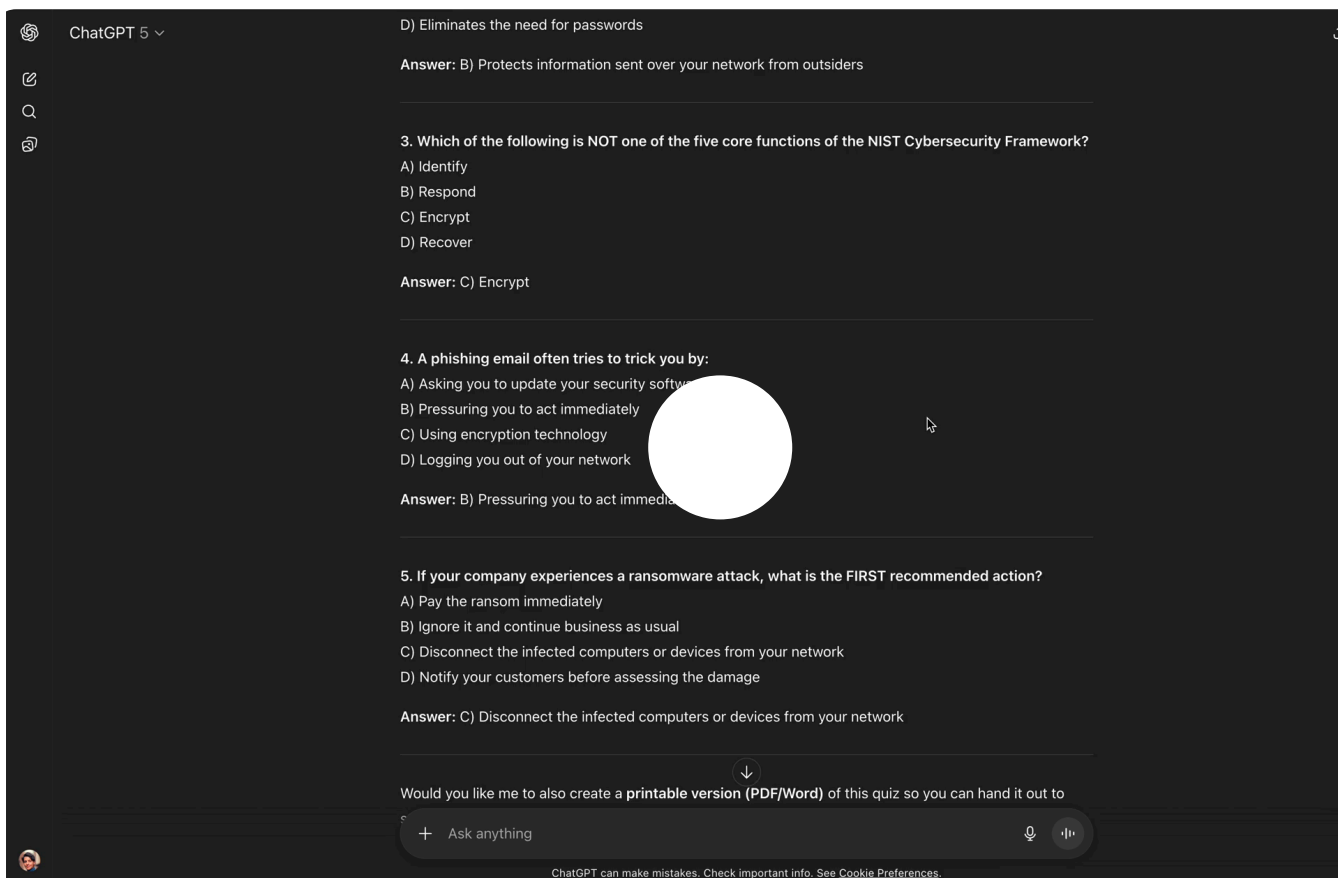 ChatGPT 5
D) Eliminates the need for passwords
Answer: B) Protects information sent over your network from outsiders
3. Which of the following is NOT one of the five core functions of the NIST Cybersecurity Framework?
A) Identify
B) Respond
C) Encrypt
D) Recover
Answer: C) Encrypt
4. A phishing email often tries to trick you by:
A) Asking you to update your security
B) Pressuring you to act immediately
C) Using encryption technology
D) Logging you out of your network
Answer: B) Pressuring you to act
5. If your company experiences a ransomware attack, what is the FIRST recommended action?
A) Pay the ransom immediately
B) Ignore it and continue business as usual
C) Disconnect the infected computers or devices from your network
D) Notify your customers before assessing the damage
Answer: C) Disconnect the infected computers or devices from your network
Would you like me to also create a printable version (PDF/Word) of this quiz so you can hand it out to
Ask anything
ChatGPT can make mistakes. Check important info. See Cookie Preferences.